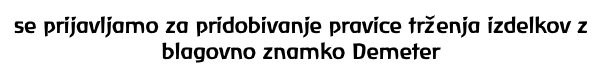 se prijavljamo za pridobivanje pravice trženja izdelkov z
blagovno znamko Demeter